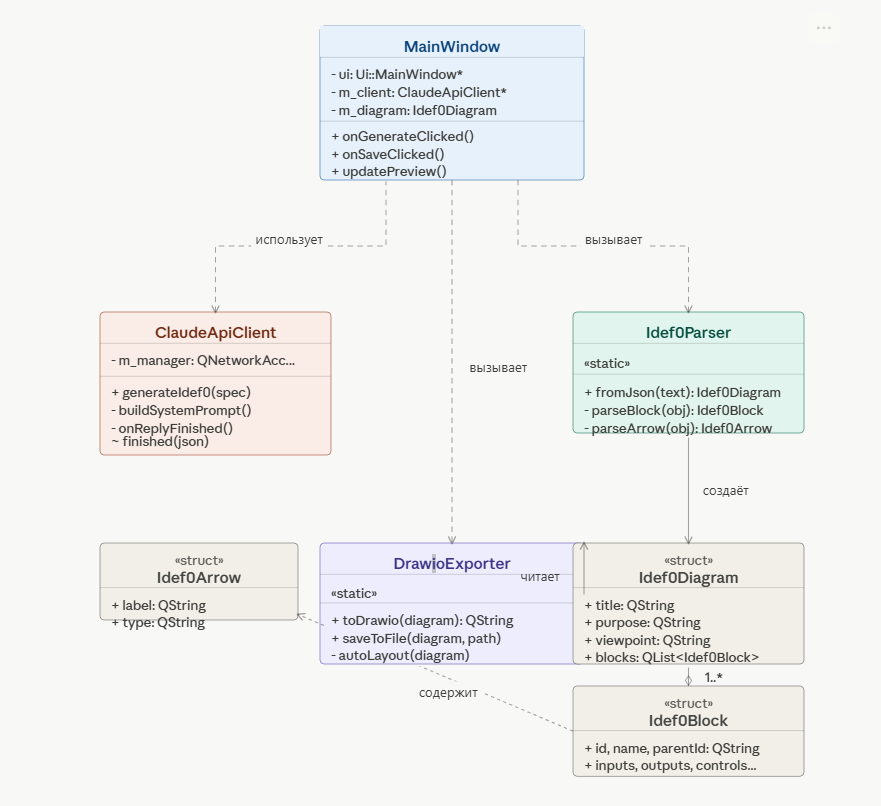 MainWindow
- ui: Ui::MainWindow*
- m_client: ClaudeApiClient*
- m_diagram: Idef0Diagram
+ onGenerateClicked()
+ onSaveClicked()
+ updatePreview()
использует
вызывает
ClaudeApiClient
- m_manager: QNetworkAcc...
+ generateIdef0(spec)
- buildSystemPrompt()
- onReplyFinished()
~ finished(json)
вызывает
Idef0Parser
«static»
+ fromJson(text): Idef0Diagram
- parseBlock(obj): Idef0Block
- parseArrow(obj): Idef0Arrow
создаёт
«struct»
Idef0Arrow
+ label: QString
+ type: QString
DrawioExporter
читает
«static»
+ toDrawio(diagram): QString
+ saveToFile(diagram, path)
- autoLayout(diagram)
«struct»
Idef0Diagram
+ title: QString
+ purpose: QString
+ viewpoint: QString
+ blocks: QList<Idef0Block>
1..*
содержит
«struct»
Idef0Block
+ id, name, parentId: QString
+ inputs, outputs, controls...